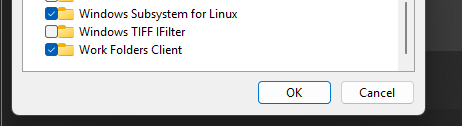 Windows Subsystem for Linux
Windows TIFF IFilter
Work Folders Client
OK Cancel